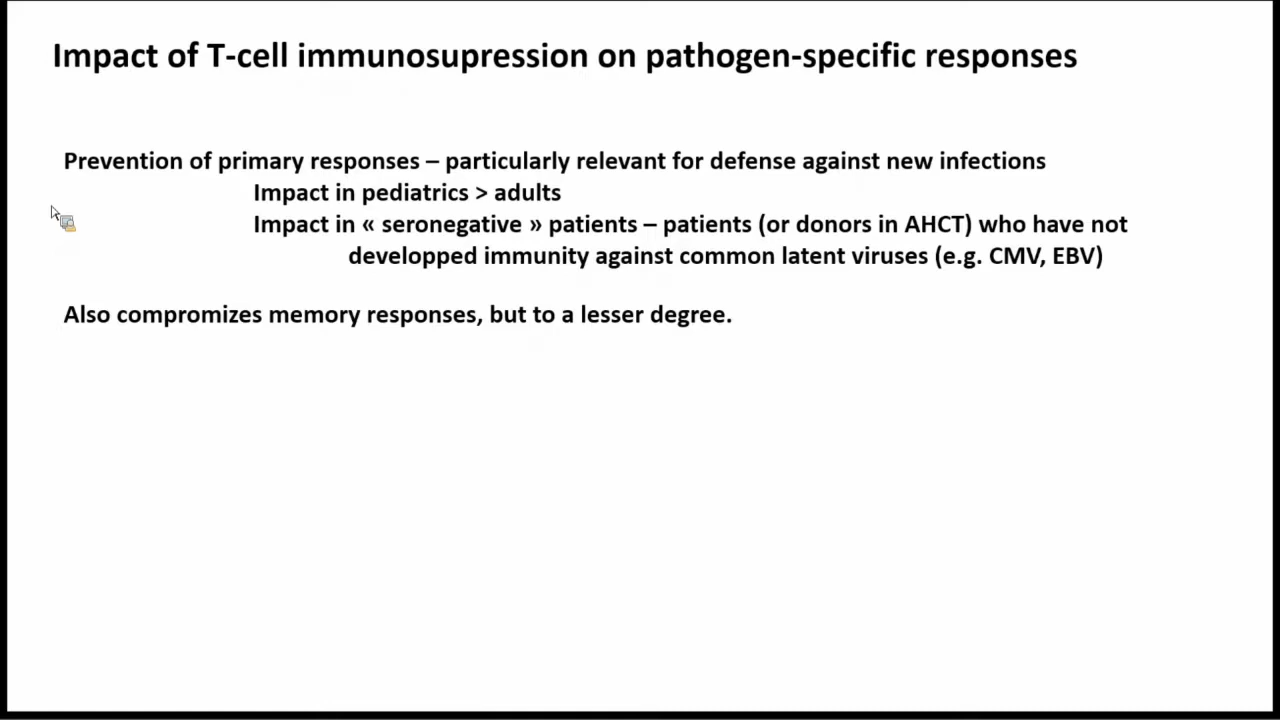 Impact of T-cell immunosupression on pathogen-specific responses
Prevention of primary responses – particularly relevant for defense against new infections
Impact in pediatrics > adults
Impact in « seronegative » patients – patients (or donors in AHCT) who have not
developped immunity against common latent viruses (e.g. CMV, EBV)
Also compromizes memory responses, but to a lesser degree.